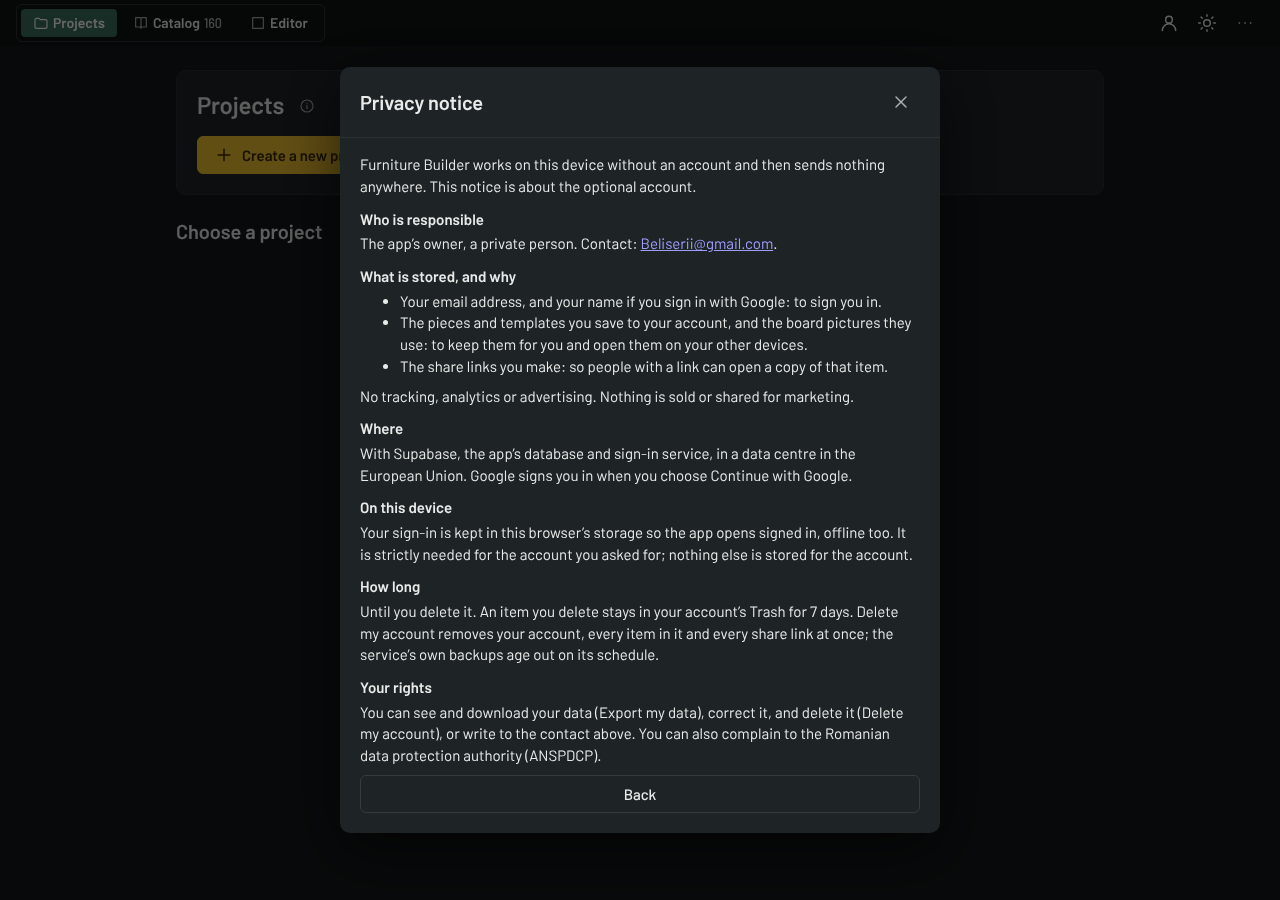 Projects
Catalog 160
Editor
Projects
Create a new p
Choose a project
Privacy notice
Furniture Builder works on this device without an account and then sends nothing
anywhere. This notice is about the optional account.
Who is responsible
The app’s owner, a private person. Contact: Beliserii@gmail.com.
What is stored, and why
• Your email address, and your name if you sign in with Google: to sign you in.
• The pieces and templates you save to your account, and the board pictures they
use: to keep them for you and open them on your other devices.
• The share links you make: so people with a link can open a copy of that item.
No tracking, analytics or advertising. Nothing is sold or shared for marketing.
Where
With Supabase, the app’s database and sign-in service, in a data centre in the
European Union. Google signs you in when you choose Continue with Google.
On this device
Your sign-in is kept in this browser’s storage so the app opens signed in, offline too. It
is strictly needed for the account you asked for; nothing else is stored for the account.
How long
Until you delete it. An item you delete stays in your account’s Trash for 7 days. Delete
my account removes your account, every item in it and every share link at once; the
service’s own backups age out on its schedule.
Your rights
You can see and download your data (Export my data), correct it, and delete it (Delete
my account), or write to the contact above. You can also complain to the Romanian
data protection authority (ANSPDCP).
Back